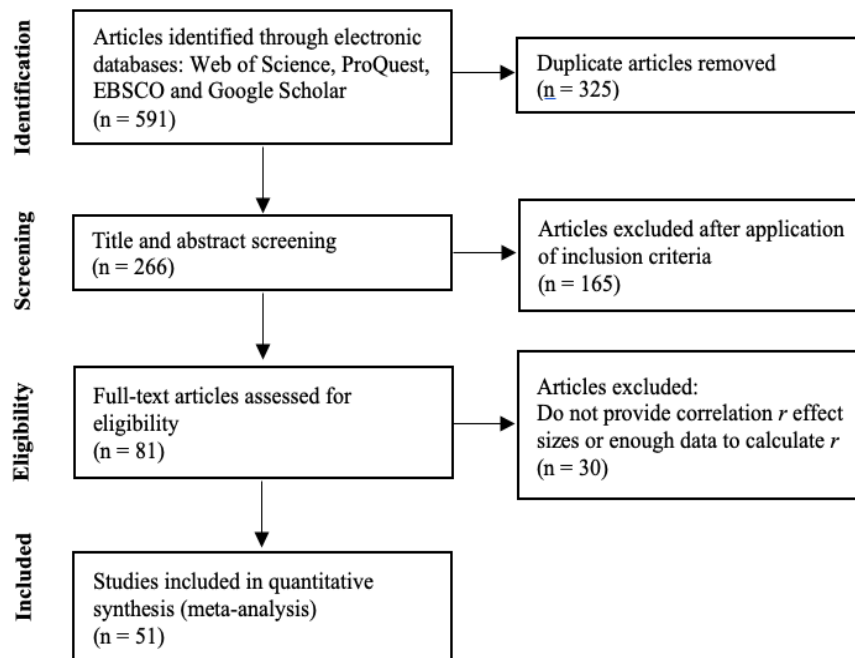 Identification
Articles identified through electronic
databases: Web of Science, ProQuest,
EBSCO and Google Scholar
(n = 591)
Duplicate articles removed
(n = 325)
Screening
Title and abstract screening
(n = 266)
Articles excluded after application
of inclusion criteria
(n = 165)
Eligibility
Full-text articles assessed for
eligibility
(n = 81)
Articles excluded:
Do not provide correlation r effect
sizes or enough data to calculate r
(n = 30)
Included
Studies included in quantitative
synthesis (meta-analysis)
(n = 51)